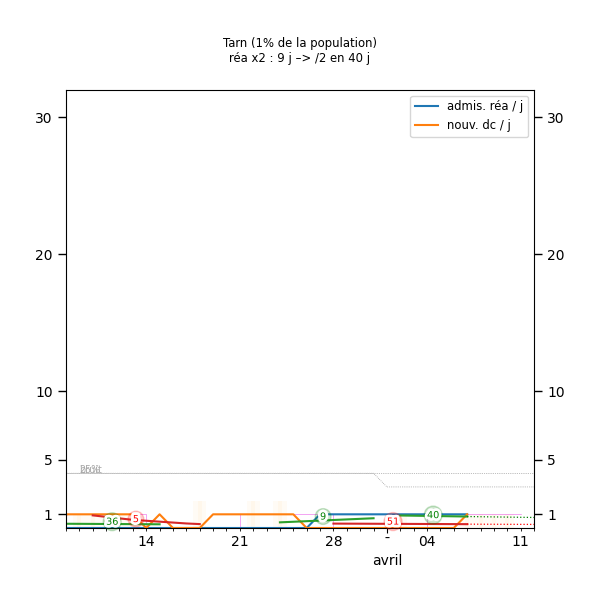 Tarn (1% de la population)
réa x2 : 9 j –> /2 en 40 j
admis. réa / j
nouv. dc / j
30 30
20 20
10 10
5 5
25%
36 5 9 51 40
1 1
14 21 28 - 04 11
avril